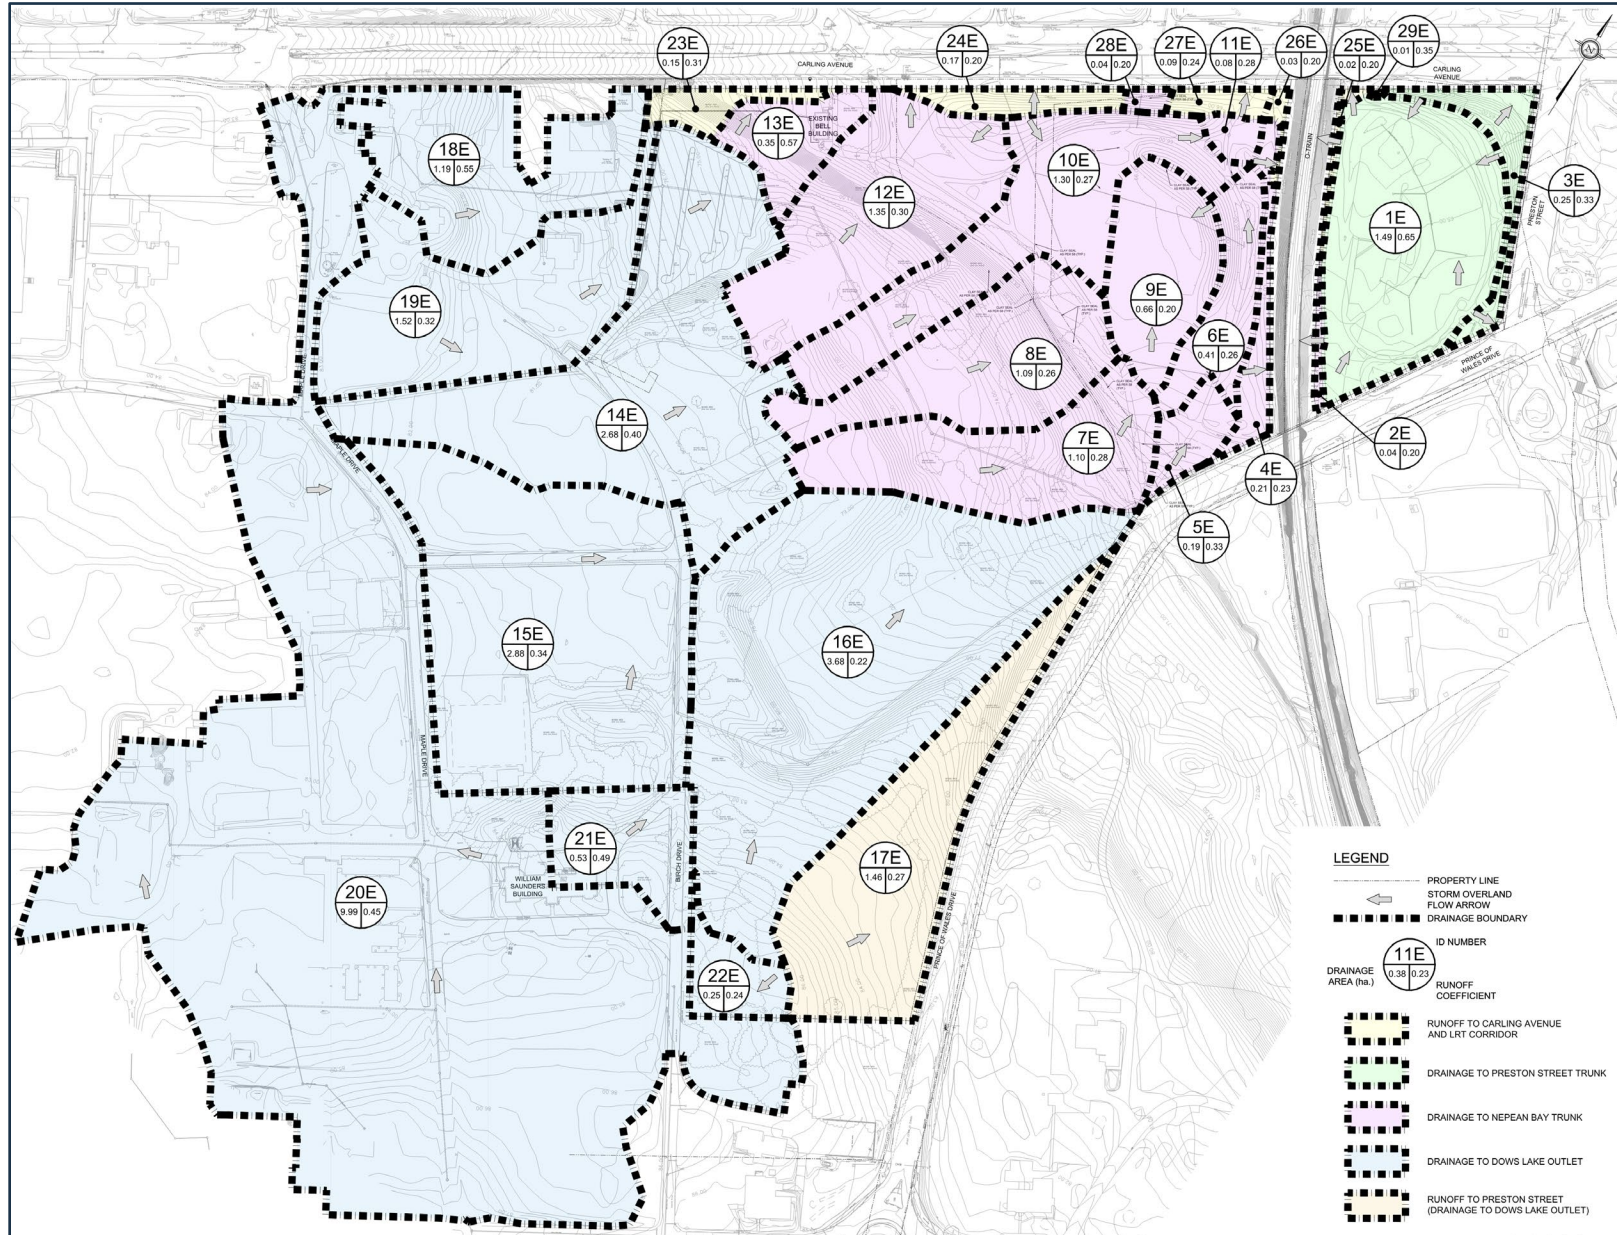 23E
0.15 0.31
24E
0.17 0.20
28E
0.04 0.20
27E
0.09 0.24
11E
0.08 0.28
26E
0.03 0.20
25E
0.02 0.20
29E
0.01 0.35
CARLING AVENUE
CARLING
AVENUE
13E
0.35 0.57
EXISTING
BELL
BUILDING
18E
1.19 0.55
10E
1.30 0.27
12E
1.35 0.30
O-TRAIN
1E
1.49 0.65
3E
0.25 0.33
PRESTON
STREET
19E
1.52 0.32
9E
0.66 0.20
6E
0.41 0.26
8E
1.09 0.26
PRINCE OF
WALES DRIVE
MAPLE DRIVE
14E
2.68 0.40
7E
1.10 0.28
2E
0.04 0.20
4E
0.21 0.23
5E
0.19 0.33
MAPLE DRIVE
15E
2.88 0.34
16E
3.68 0.22
MAPLE DRIVE
21E
0.53 0.49
BIRCH DRIVE
17E
1.46 0.27
WILLIAM
SAUNDERS
BUILDING
20E
9.99 0.45
PRINCE OF WALES DRIVE
22E
0.25 0.24
LEGEND
PROPERTY LINE
STORM OVERLAND
FLOW ARROW
DRAINAGE BOUNDARY
ID NUMBER
11E
0.38 0.23
DRAINAGE
AREA (ha.)
RUNOFF
COEFFICIENT
RUNOFF TO CARLING AVENUE
AND LRT CORRIDOR
DRAINAGE TO PRESTON STREET TRUNK
DRAINAGE TO NEPEAN BAY TRUNK
DRAINAGE TO DOWS LAKE OUTLET
RUNOFF TO PRESTON STREET
(DRAINAGE TO DOWS LAKE OUTLET)